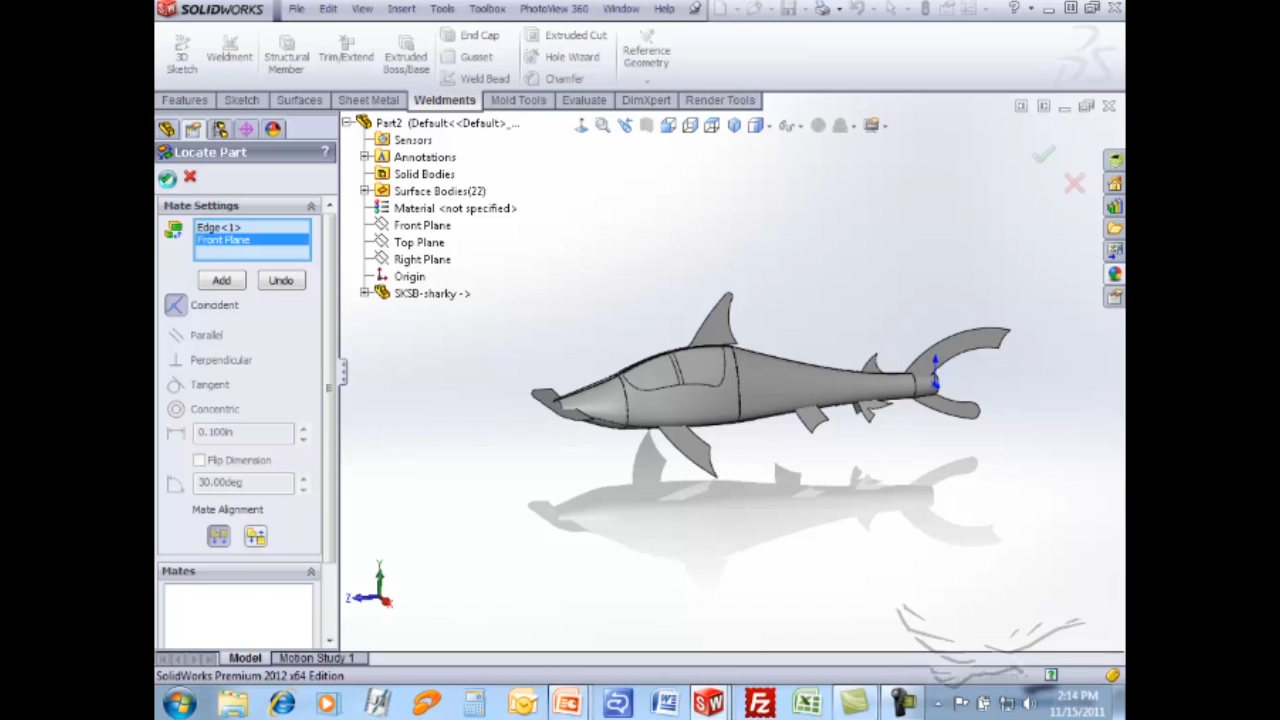 SOLIDWORKS File Edit View Insert Tools Toolbox PhotoView 360 Window Help
3D Sketch
Weldment
Structural Member
Trim/Extend
Extruded Boss/Base
End Cap
Gusset
Weld Bead
Extruded Cut
Hole Wizard
Chamfer
Reference Geometry
Features Sketch Surfaces Sheet Metal Weldments Mold Tools Evaluate DimXpert Render Tools
Locate Part ?
Mate Settings
Edge<1>
Front Plane
Add Undo
Coincident
Parallel
Perpendicular
Tangent
Concentric
0.100in
Flip Dimension
30.00deg
Mate Alignment
Mates
Part2 (Default<<Default>_...
Sensors
Annotations
Solid Bodies
Surface Bodies(22)
Material <not specified>
Front Plane
Top Plane
Right Plane
Origin
SKSB-sharky ->
Y
Z
X
Model Motion Study 1
SolidWorks Premium 2012 x64 Edition
2:14 PM
11/15/2011